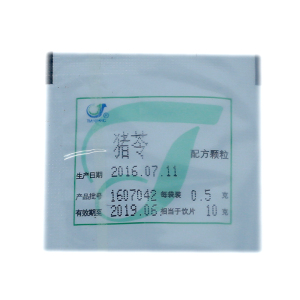 猪苓
配方颗粒
生产日期 2016.07.11
产品批号 1607042 每袋装 0.5 克
有效期至 2019.06 相当于饮片 10 克